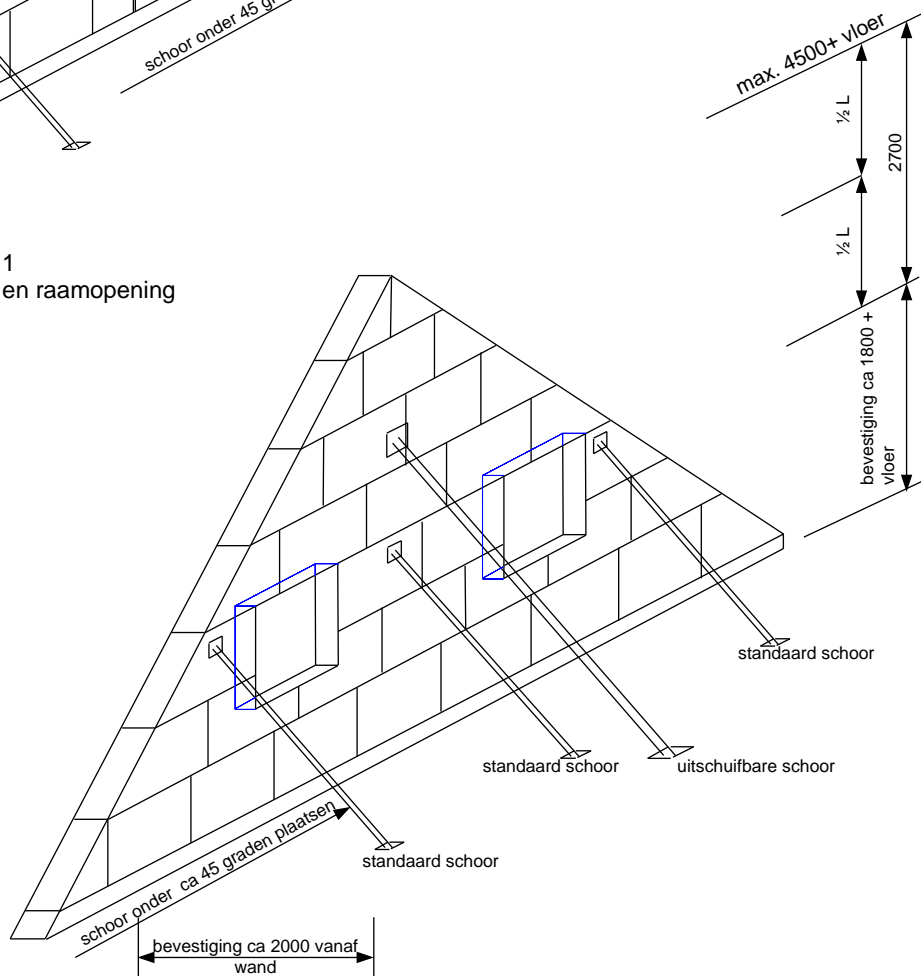 schoor onder 45 gr
max. 4500+ vloer
½ L
2700
½ L
1
en raamopening
bevestiging ca 1800 +
vloer
standaard schoor
standaard schoor
uitschuifbare schoor
standaard schoor
schoor onder ca 45 graden plaatsen
bevestiging ca 2000 vanaf
wand